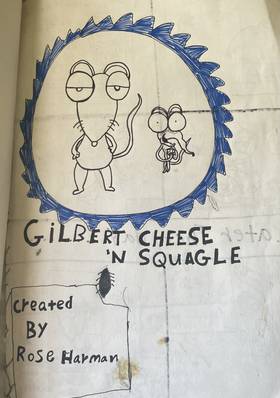 GiLBERT CHEESE
'N SQUAGLE
Created
BY
Rose Harman